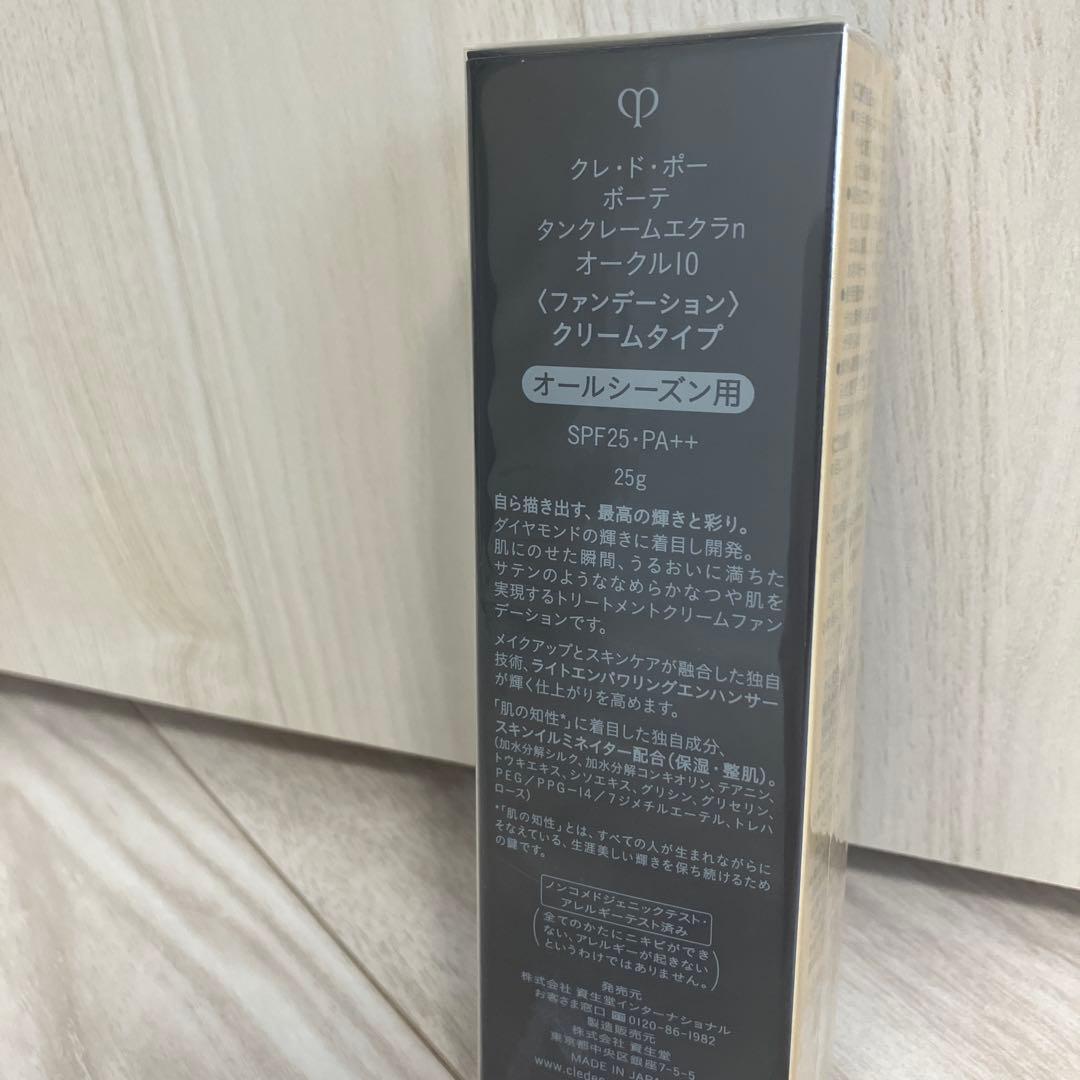 クレ・ド・ポー
ボーテ
タンクレームエクラn
オークル10
〈ファンデーション〉
クリームタイプ
オールシーズン用
SPF25・PA++
25g
自ら描き出す、最高の輝きと彩り。
ダイヤモンドの輝きに着目し開発。
肌にのせた瞬間、うるおいに満ちた
サテンのようななめらかなつや肌を
実現するトリートメントクリームファン
デーションです。
メイクアップとスキンケアが融合した独自
技術、ライトエンパワリングエンハンサー
が輝く仕上がりを高めます。
「肌の知性*」に着目した独自成分、
スキンイルミネイター配合(保湿・整肌)。
(加水分解シルク、加水分解コンキオリン、テアニン、
トウキエキス、シソエキス、グリシン、グリセリン、
PEG/PPG-14/7ジメチルエーテル、トレハ
ロース)
*「肌の知性」とは、すべての人が生まれながらに
そなえている、生涯美しい輝きを保ち続けるため
の鍵です。
ノンコメドジェニックテスト・
アレルギーテスト済み
(全てのかたにニキビができ
ない、アレルギーが起きない
というわけではありません。)
発売元
株式会社 資生堂インターナショナル
お客さま窓口 0120-86-1982
製造販売元
株式会社 資生堂
東京都中央区銀座7-5-5
MADE IN JAPA
www.clede